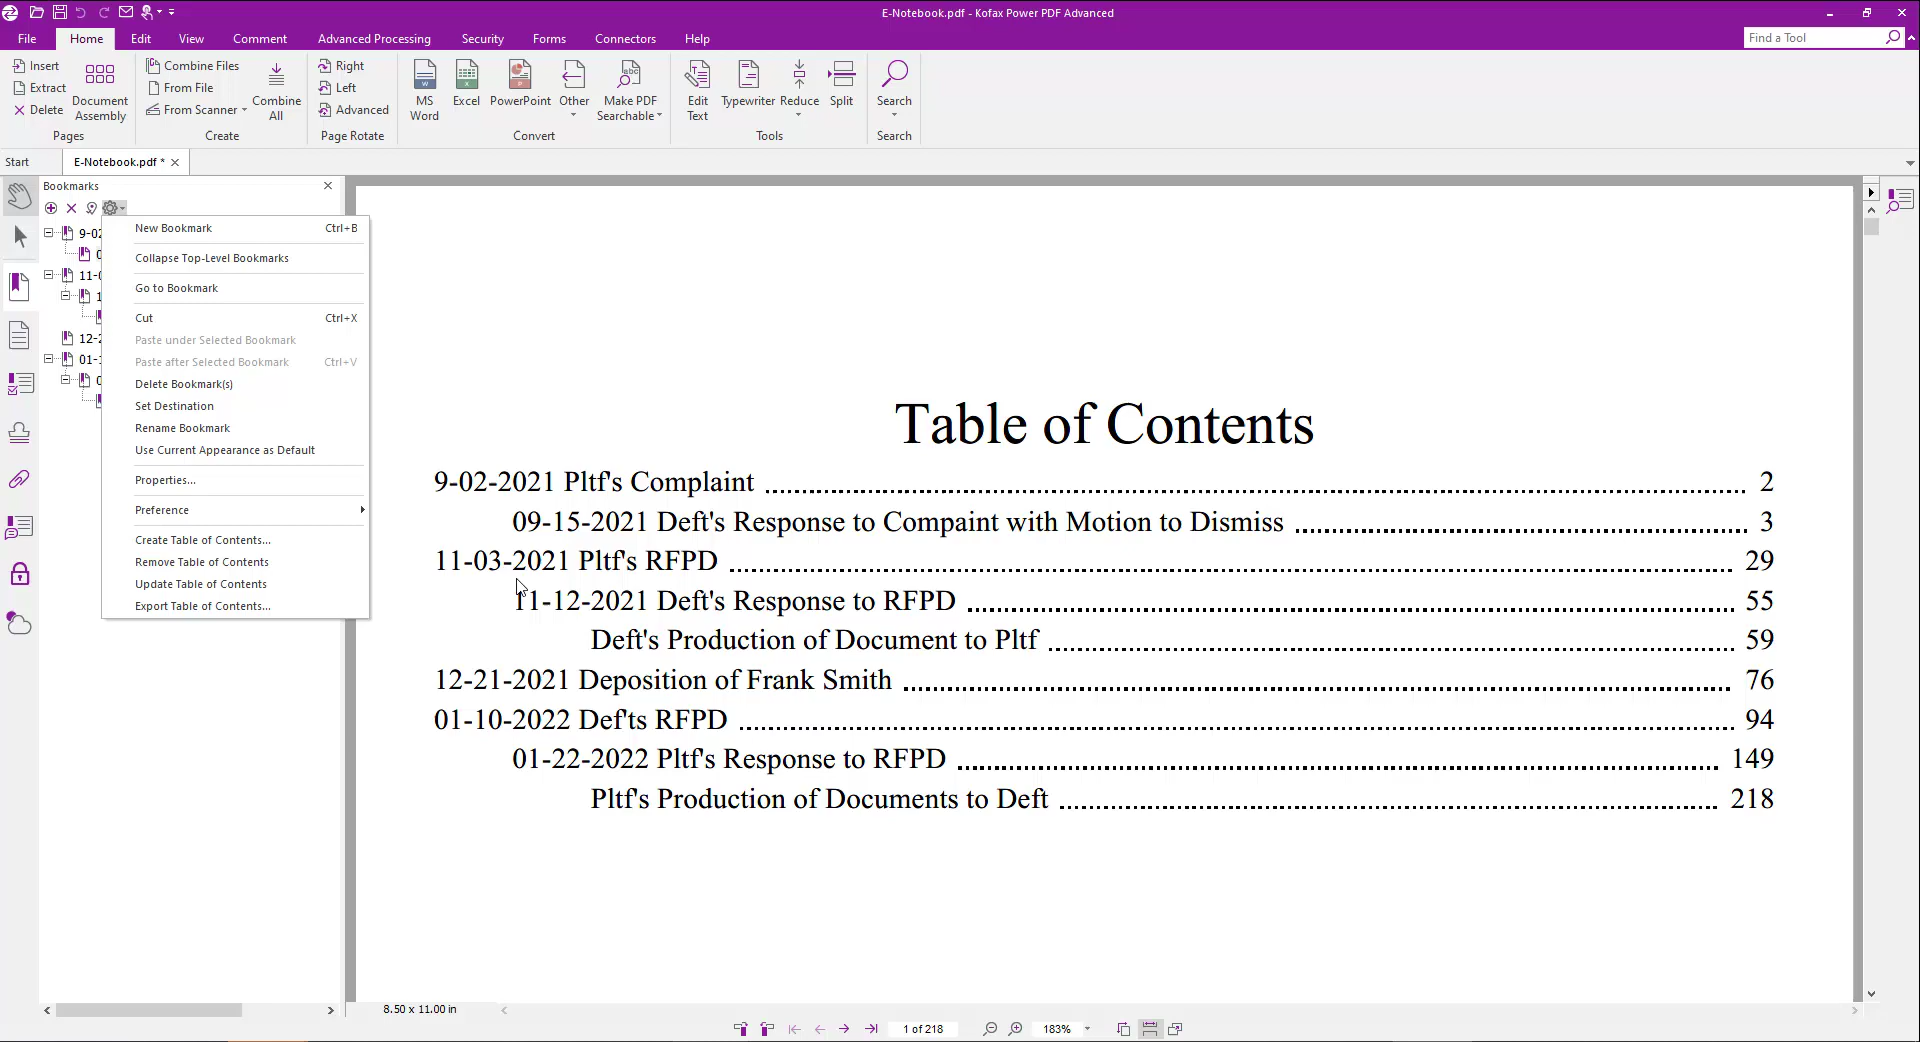 E-Notebook.pdf - Kofax Power PDF Advanced
File Home Edit View Comment Advanced Processing Security Forms Connectors Help
Find a Tool
Insert
Extract
Delete
Document Assembly
Pages
Combine Files
From File
From Scanner
Combine All
Create
Right
Left
Advanced
Page Rotate
MS Word
Excel
PowerPoint
Other
Make PDF Searchable
Convert
Edit Text
Typewriter
Reduce
Split
Tools
Search
Search
Start
E-Notebook.pdf *
Bookmarks
New Bookmark Ctrl+B
Collapse Top-Level Bookmarks
Go to Bookmark
Cut Ctrl+X
Paste under Selected Bookmark
Paste after Selected Bookmark Ctrl+V
Delete Bookmark(s)
Set Destination
Rename Bookmark
Use Current Appearance as Default
Properties...
Preference
Create Table of Contents...
Remove Table of Contents
Update Table of Contents
Export Table of Contents...
Table of Contents
9-02-2021 Pltf's Complaint 2
09-15-2021 Deft's Response to Compaint with Motion to Dismiss 3
11-03-2021 Pltf's RFPD 29
11-12-2021 Deft's Response to RFPD 55
Deft's Production of Document to Pltf 59
12-21-2021 Deposition of Frank Smith 76
01-10-2022 Def'ts RFPD 94
01-22-2022 Pltf's Response to RFPD 149
Pltf's Production of Documents to Deft 218
8.50 x 11.00 in
1 of 218
183%